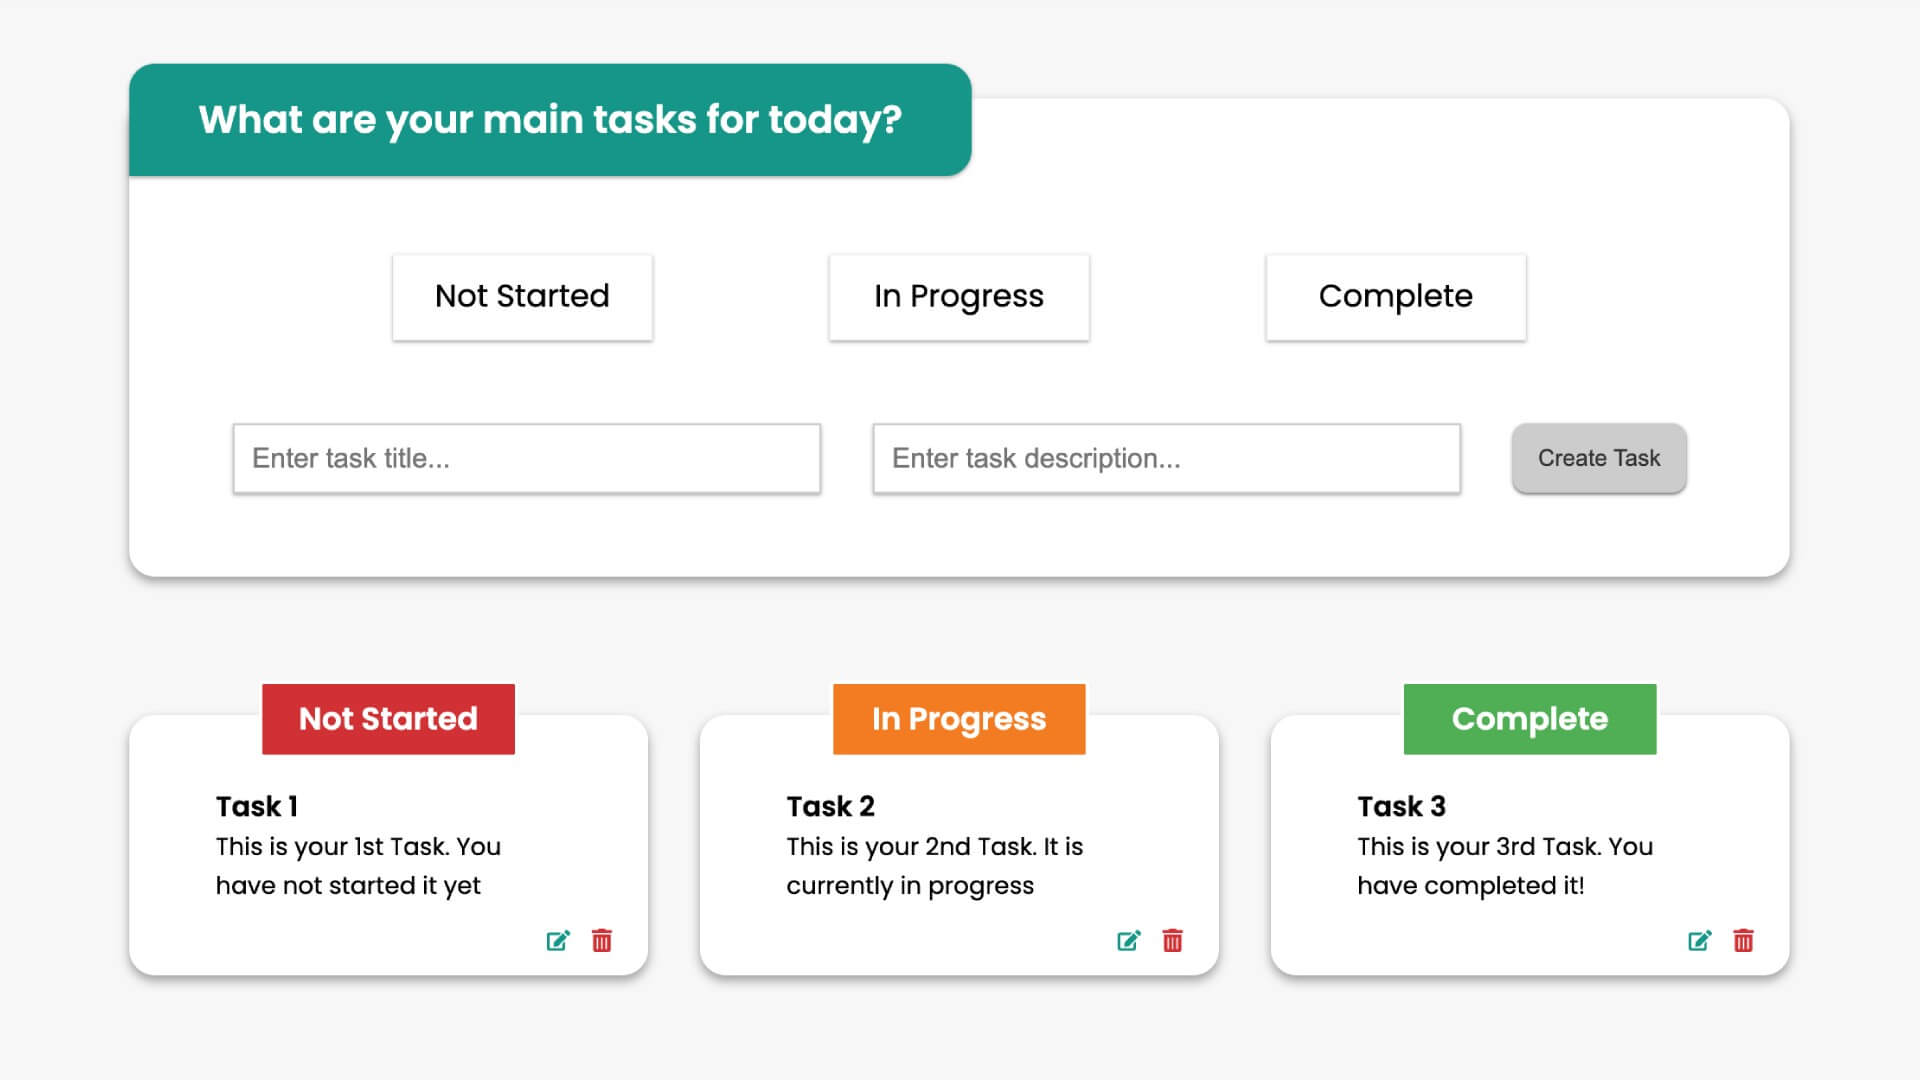 What are your main tasks for today?
Not Started
In Progress
Complete
Enter task title...
Enter task description...
Create Task
Not Started
Task 1
This is your 1st Task. You
have not started it yet
In Progress
Task 2
This is your 2nd Task. It is
currently in progress
Complete
Task 3
This is your 3rd Task. You
have completed it!